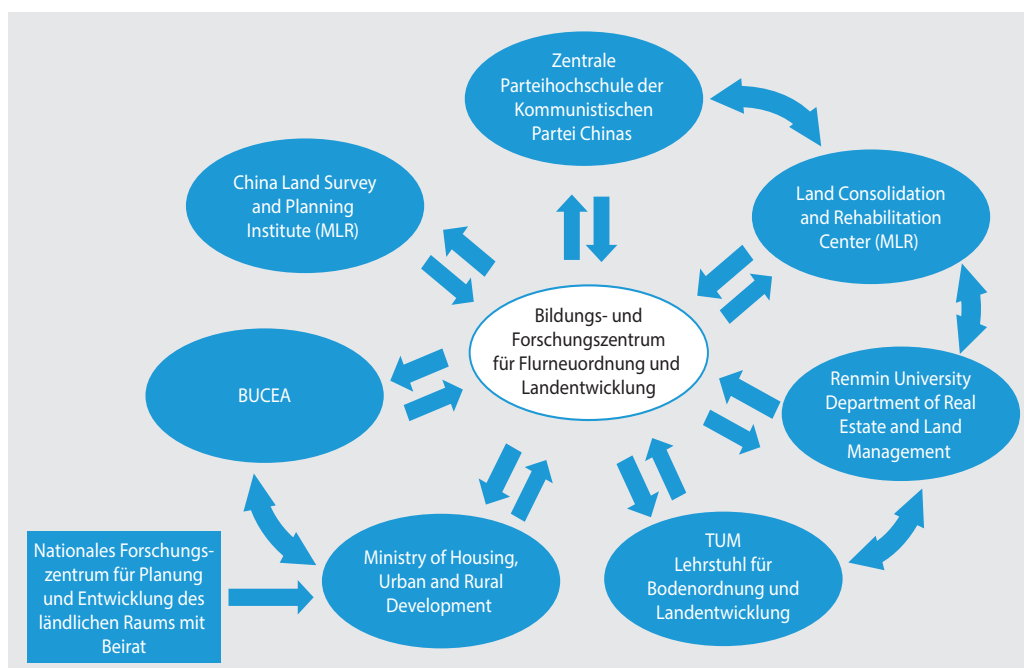 Zentrale
Parteihochschule der
Kommunistischen
Partei Chinas
China Land Survey
and Planning
Institute (MLR)
Land Consolidation
and Rehabilitation
Center (MLR)
Bildungs- und
Forschungszentrum
für Flurneuordnung und
Landentwicklung
BUCEA
Renmin University
Department of Real
Estate and Land
Management
Nationales Forschungs-
zentrum für Planung
und Entwicklung des
ländlichen Raums mit
Beirat
Ministry of Housing,
Urban and Rural
Development
TUM
Lehrstuhl für
Bodenordnung und
Landentwicklung